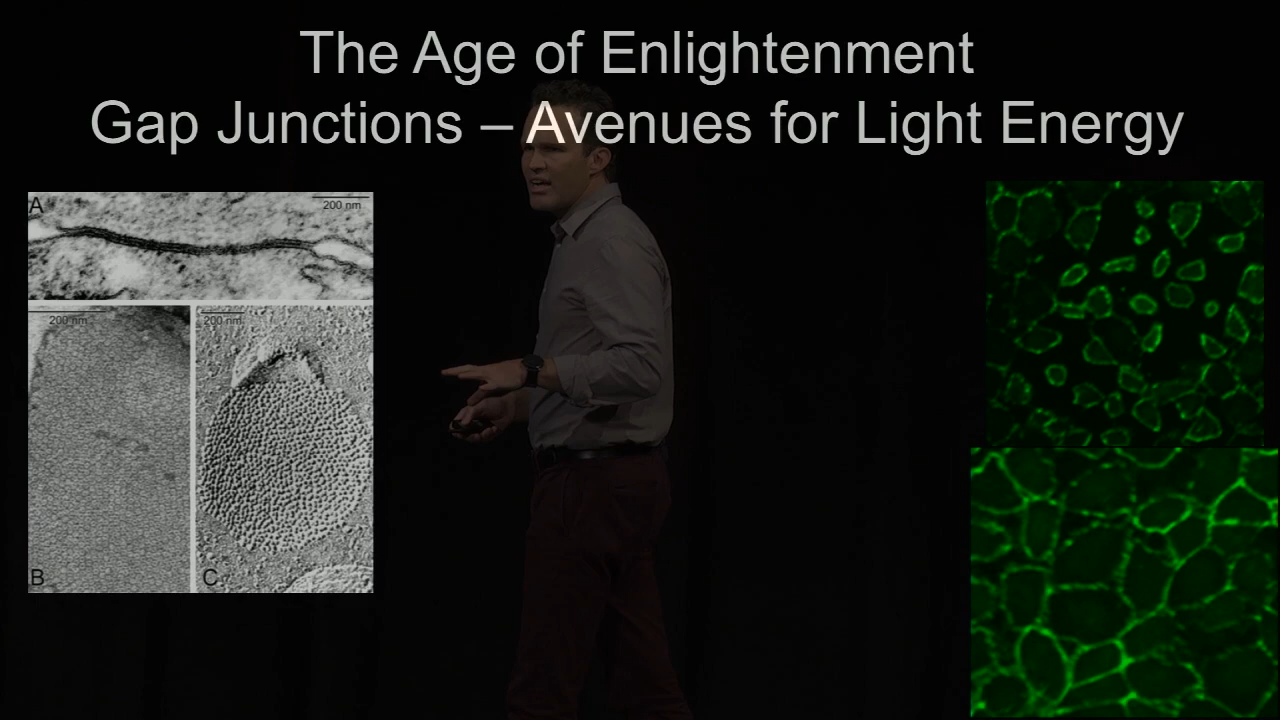 The Age of Enlightenment
Gap Junctions – Avenues for Light Energy
A
200 nm
200 nm
200 nm
B
C